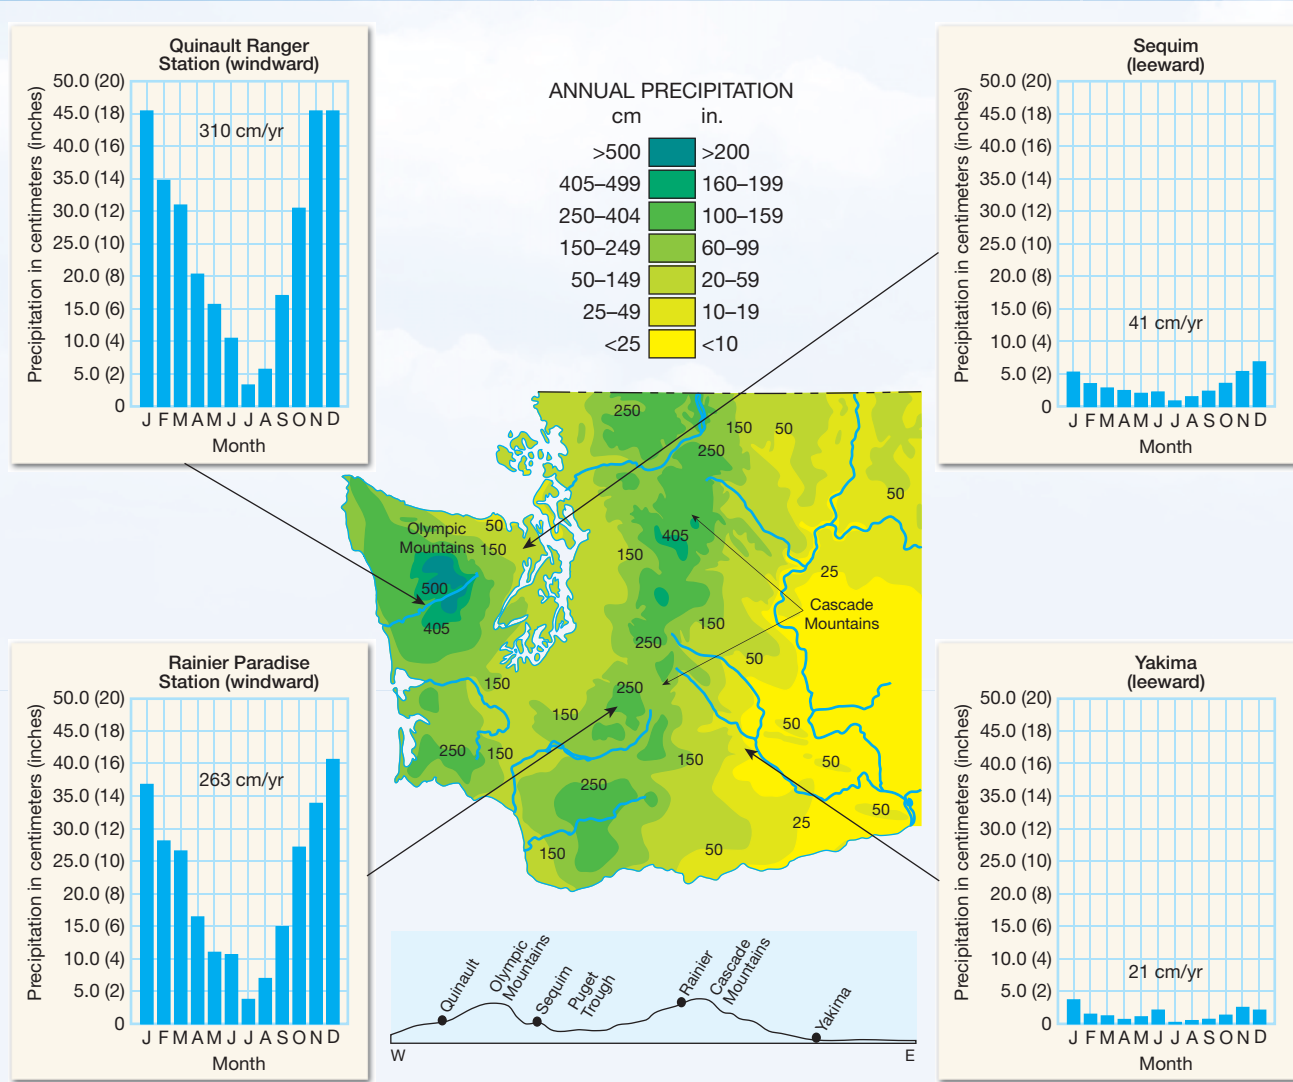 Quinault Ranger
Station (windward)
Precipitation in centimeters (inches)
50.0 (20)
45.0 (18)
40.0 (16)
35.0 (14)
30.0 (12)
25.0 (10)
20.0 (8)
15.0 (6)
10.0 (4)
5.0 (2)
0
310 cm/yr
J F M A M J J A S O N D
Month
ANNUAL PRECIPITATION
cm in.
>500 >200
405–499 160–199
250–404 100–159
150–249 60–99
50–149 20–59
25–49 10–19
<25 <10
Sequim
(leeward)
Precipitation in centimeters (inches)
50.0 (20)
45.0 (18)
40.0 (16)
35.0 (14)
30.0 (12)
25.0 (10)
20.0 (8)
15.0 (6)
10.0 (4)
5.0 (2)
0
41 cm/yr
J F M A M J J A S O N D
Month
250
150 50
250
50
50
Olympic
Mountains 150
405
150
25
500
Cascade
Mountains
405
150
250
50
150
250
150
50
250 150
150
50
250
50
25
150
50
Rainier Paradise
Station (windward)
Precipitation in centimeters (inches)
50.0 (20)
45.0 (18)
40.0 (16)
35.0 (14)
30.0 (12)
25.0 (10)
20.0 (8)
15.0 (6)
10.0 (4)
5.0 (2)
0
263 cm/yr
J F M A M J J A S O N D
Month
Yakima
(leeward)
Precipitation in centimeters (inches)
50.0 (20)
45.0 (18)
40.0 (16)
35.0 (14)
30.0 (12)
25.0 (10)
20.0 (8)
15.0 (6)
10.0 (4)
5.0 (2)
0
21 cm/yr
J F M A M J J A S O N D
Month
Quinault
Olympic
Mountains
Sequim
Puget
Trough
Rainier
Cascade
Mountains
Yakima
W E